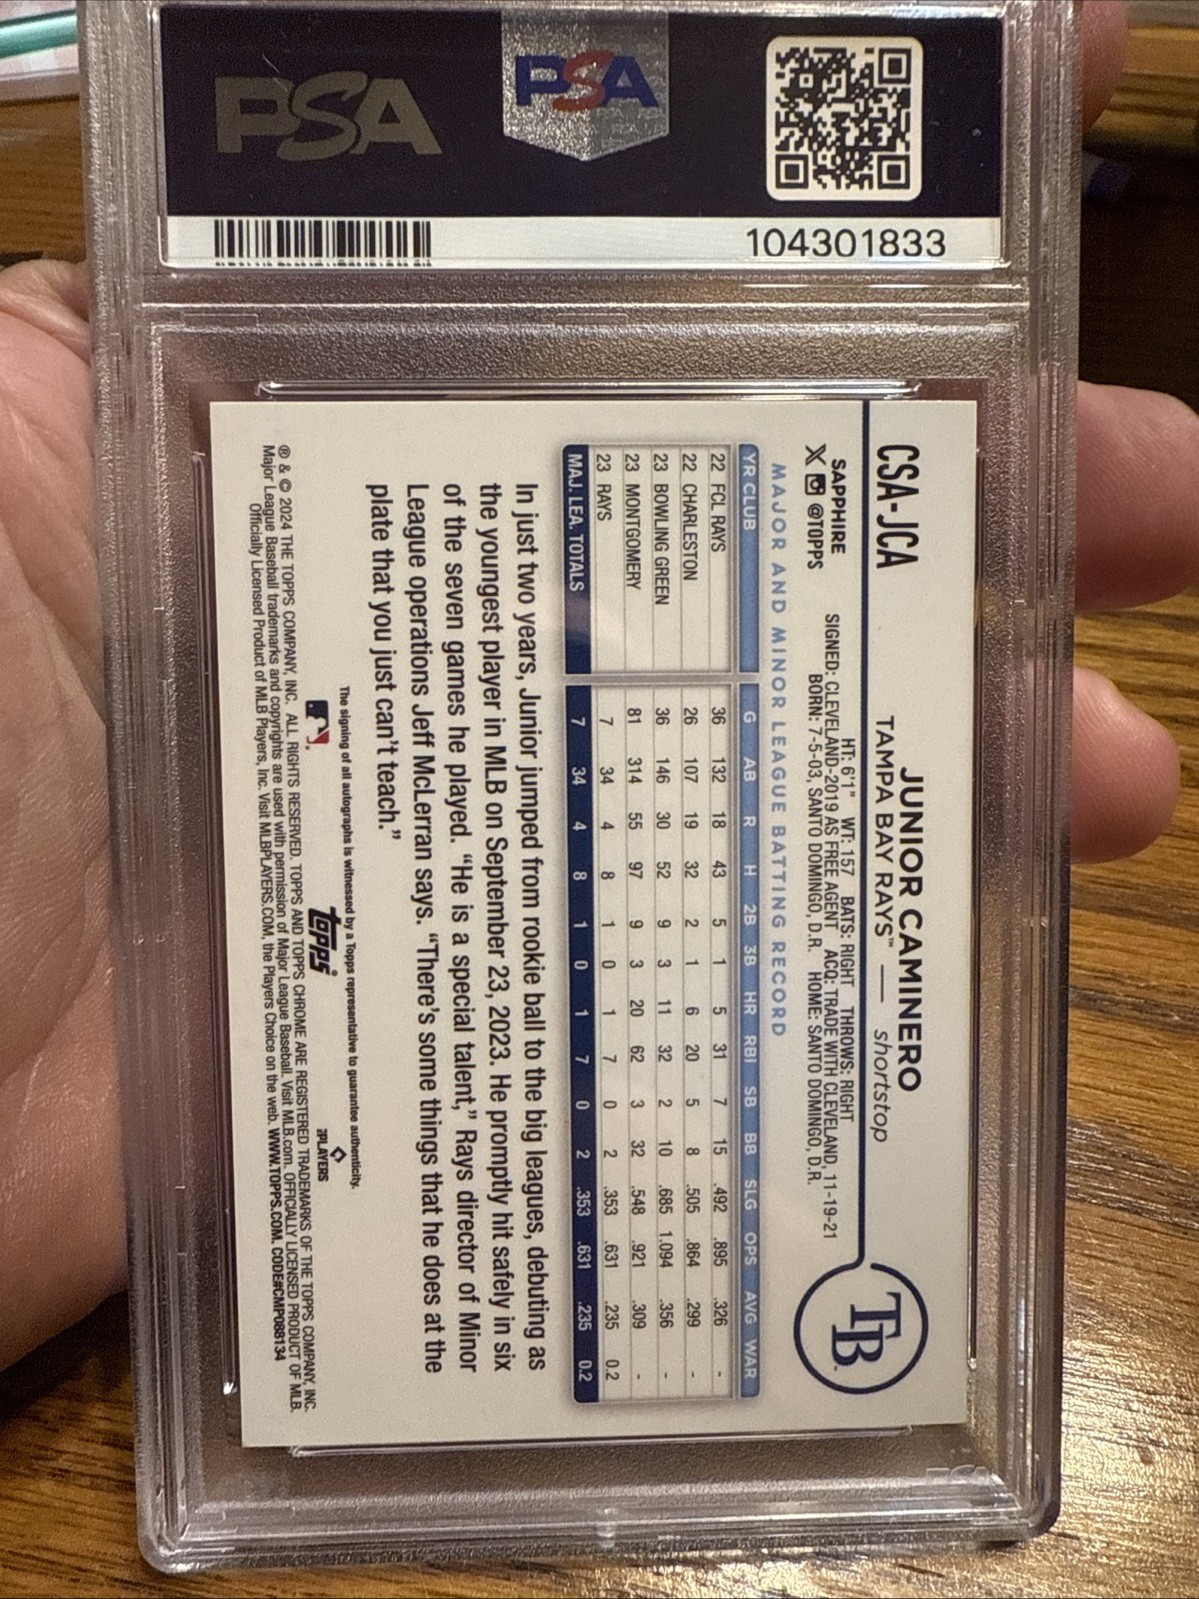 PSA
PSA
104301833
CSA-JCA
JUNIOR CAMINERO
TAMPA BAY RAYS™ — shortstop
SAPPHIRE
X @TOPPS
HT: 6'1" WT: 157 BATS: RIGHT THROWS: RIGHT
SIGNED: CLEVELAND-2019 AS FREE AGENT ACQ: TRADE WITH CLEVELAND, 11-19-21
BORN: 7-5-03, SANTO DOMINGO, D.R. HOME: SANTO DOMINGO, D.R.
TB
MAJOR AND MINOR LEAGUE BATTING RECORD
YR CLUB G AB R H 2B 3B HR RBI SB BB SLG OPS AVG WAR
22 FCL RAYS 36 132 18 43 5 1 5 31 7 15 .492 .895 .326 -
22 CHARLESTON 26 107 19 32 2 1 6 20 5 8 .505 .864 .299 -
23 BOWLING GREEN 36 146 30 52 9 3 11 32 2 10 .685 1.094 .356 -
23 MONTGOMERY 81 314 55 97 9 3 20 62 3 32 .548 .921 .309 -
23 RAYS 7 34 4 8 1 0 1 7 0 2 .353 .631 .235 0.2
MAJ. LEA. TOTALS 7 34 4 8 1 0 1 7 0 2 .353 .631 .235 0.2
In just two years, Junior jumped from rookie ball to the big leagues, debuting as
the youngest player in MLB on September 23, 2023. He promptly hit safely in six
of the seven games he played. “He is a special talent,” Rays director of Minor
League operations Jeff McLerran says. “There’s some things that he does at the
plate that you just can’t teach.”
The signing of all autographs is witnessed by a Topps representative to guarantee authenticity.
topps
PLAYERS
® & © 2024 THE TOPPS COMPANY, INC. ALL RIGHTS RESERVED. TOPPS AND TOPPS CHROME ARE REGISTERED TRADEMARKS OF THE TOPPS COMPANY, INC.
Major League Baseball trademarks and copyrights are used with permission of Major League Baseball. Visit MLB.com. OFFICIALLY LICENSED PRODUCT OF MLB
Officially Licensed Product of MLB Players, Inc. Visit MLBPLAYERS.COM, the Players Choice on the web. WWW.TOPPS.COM. CODE#CMP088134